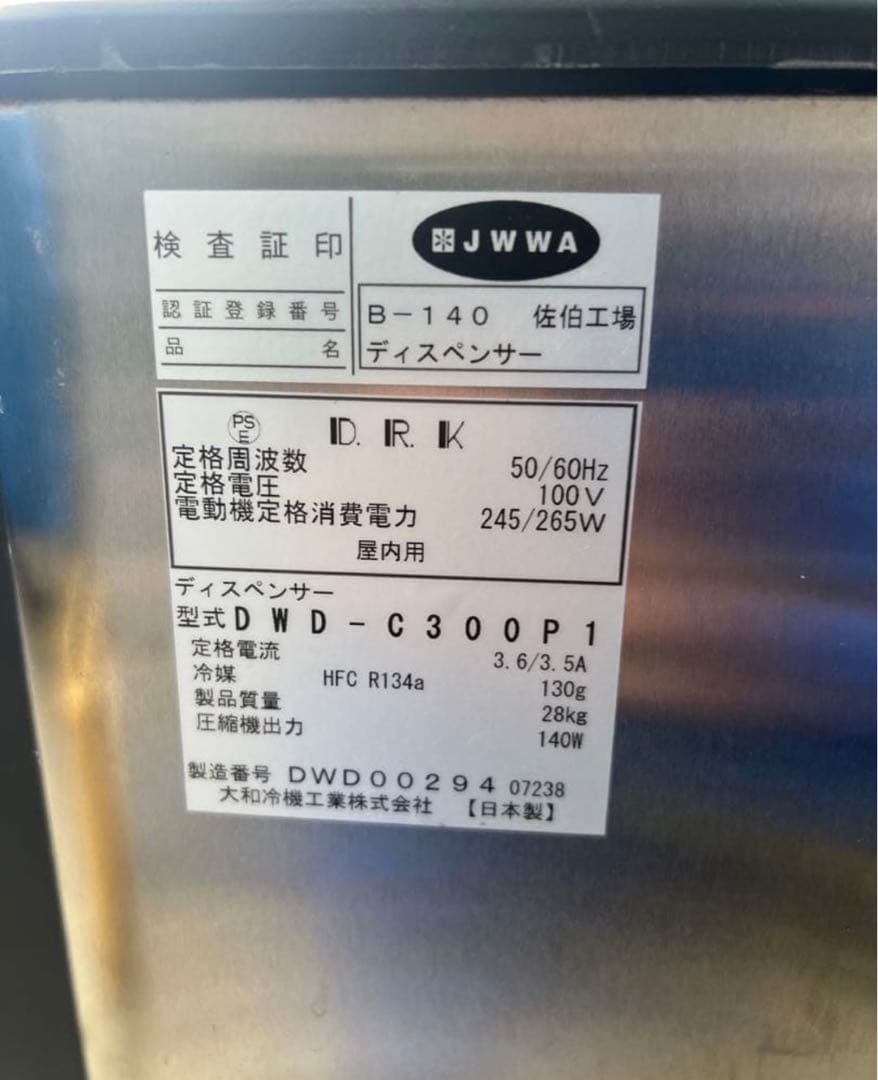 検査証印
JWWA
認証登録番号
B-140 佐伯工場
品名
ディスペンサー
PS
E
D.R.K
定格周波数 50/60Hz
定格電圧 100V
電動機定格消費電力 245/265W
屋内用
ディスペンサー
型式DWD-C300P1
定格電流 3.6/3.5A
冷媒 HFC R134a 130g
製品質量 28kg
圧縮機出力 140W
製造番号 DWD00294 07238
大和冷機工業株式会社 【日本製】